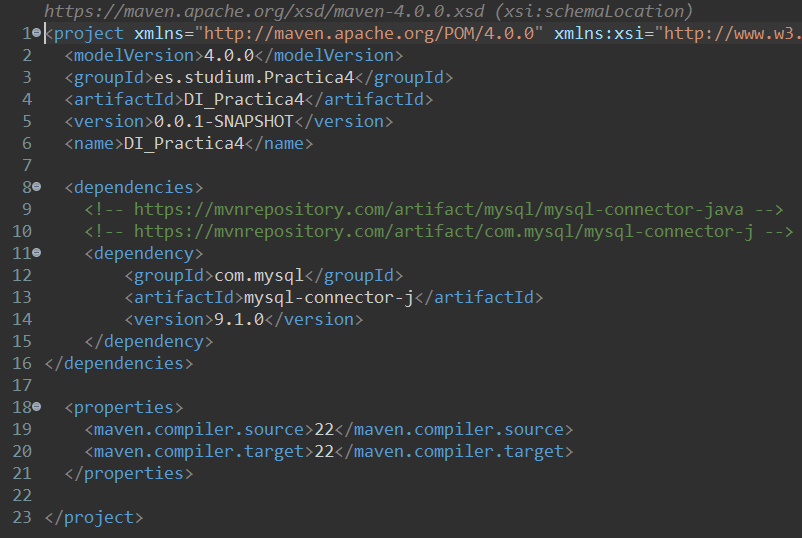 https://maven.apache.org/xsd/maven-4.0.0.xsd (xsi:schemaLocation)
1 <project xmlns="http://maven.apache.org/POM/4.0.0" xmlns:xsi="http://www.w3.
2 <modelVersion>4.0.0</modelVersion>
3 <groupId>es.studium.Practica4</groupId>
4 <artifactId>DI_Practica4</artifactId>
5 <version>0.0.1-SNAPSHOT</version>
6 <name>DI_Practica4</name>
7
8 <dependencies>
9 <!-- https://mvnrepository.com/artifact/mysql/mysql-connector-java -->
10 <!-- https://mvnrepository.com/artifact/com.mysql/mysql-connector-j -->
11 <dependency>
12 <groupId>com.mysql</groupId>
13 <artifactId>mysql-connector-j</artifactId>
14 <version>9.1.0</version>
15 </dependency>
16 </dependencies>
17
18 <properties>
19 <maven.compiler.source>22</maven.compiler.source>
20 <maven.compiler.target>22</maven.compiler.target>
21 </properties>
22
23 </project>